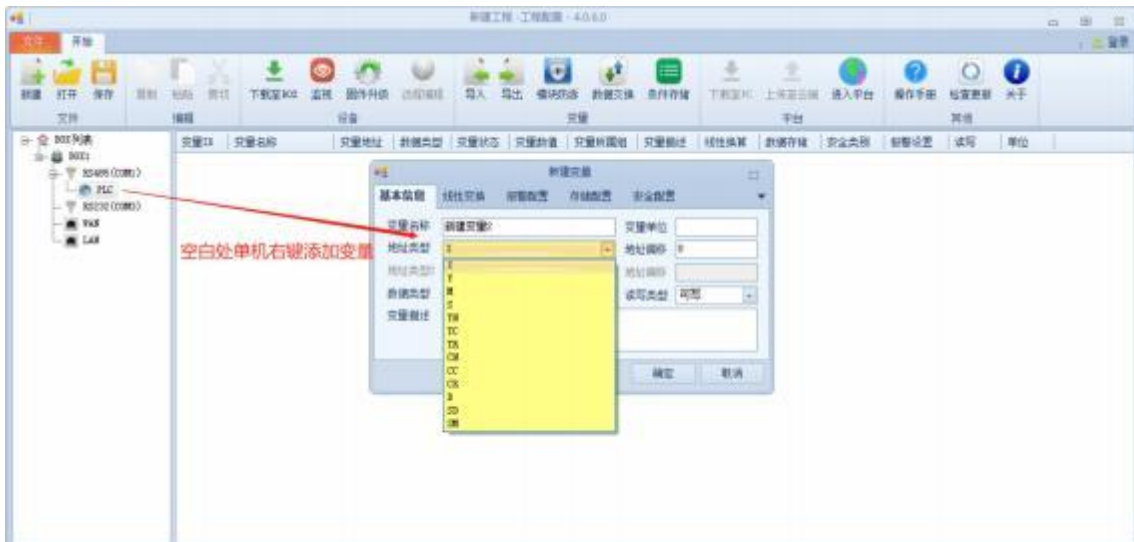 新建工程 - 工程配置 - 4.0.6.0
文件 开始 登录
新建 打开 保存 复制 粘贴 剪切 下载至BOX 监视 固件升级 远程编程 导入 导出 模块防拆 数据交换 条件存储 下载至PC 上传至云端 进入平台 操作手册 检查更新 关于
文件 编辑 设备 变量 平台 其他
BOX列表
BOX1
RS485(COM1)
PLC
WAN
LAN
变量ID 变量名称 变量地址 数据类型 变量状态 变量数值 变量所属组 变量描述 线性换算 数据存储 安全类别 报警设置 读写 单位
空白处单机右键添加变量
新建变量
基本信息 线性变换 报警配置 存储配置 安全配置
变量名称 新建变量2 变量单位
地址类型 X 地址偏移 0
地址类型2 地址偏移
数据类型 读写类型 可写
变量描述
X
Y
M
S
TN
TC
TS
CN
CC
CS
D
SD
SM
确定 取消